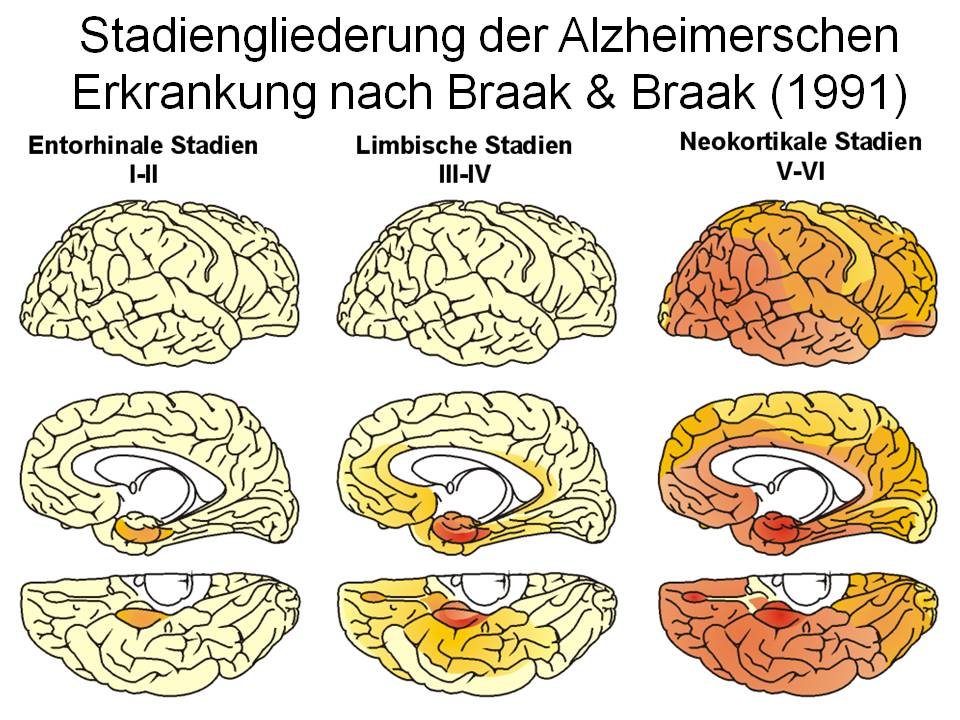 Stadiengliederung der Alzheimerschen
Erkrankung nach Braak & Braak (1991)
Entorhinale Stadien
I-II
Limbische Stadien
III-IV
Neokortikale Stadien
V-VI